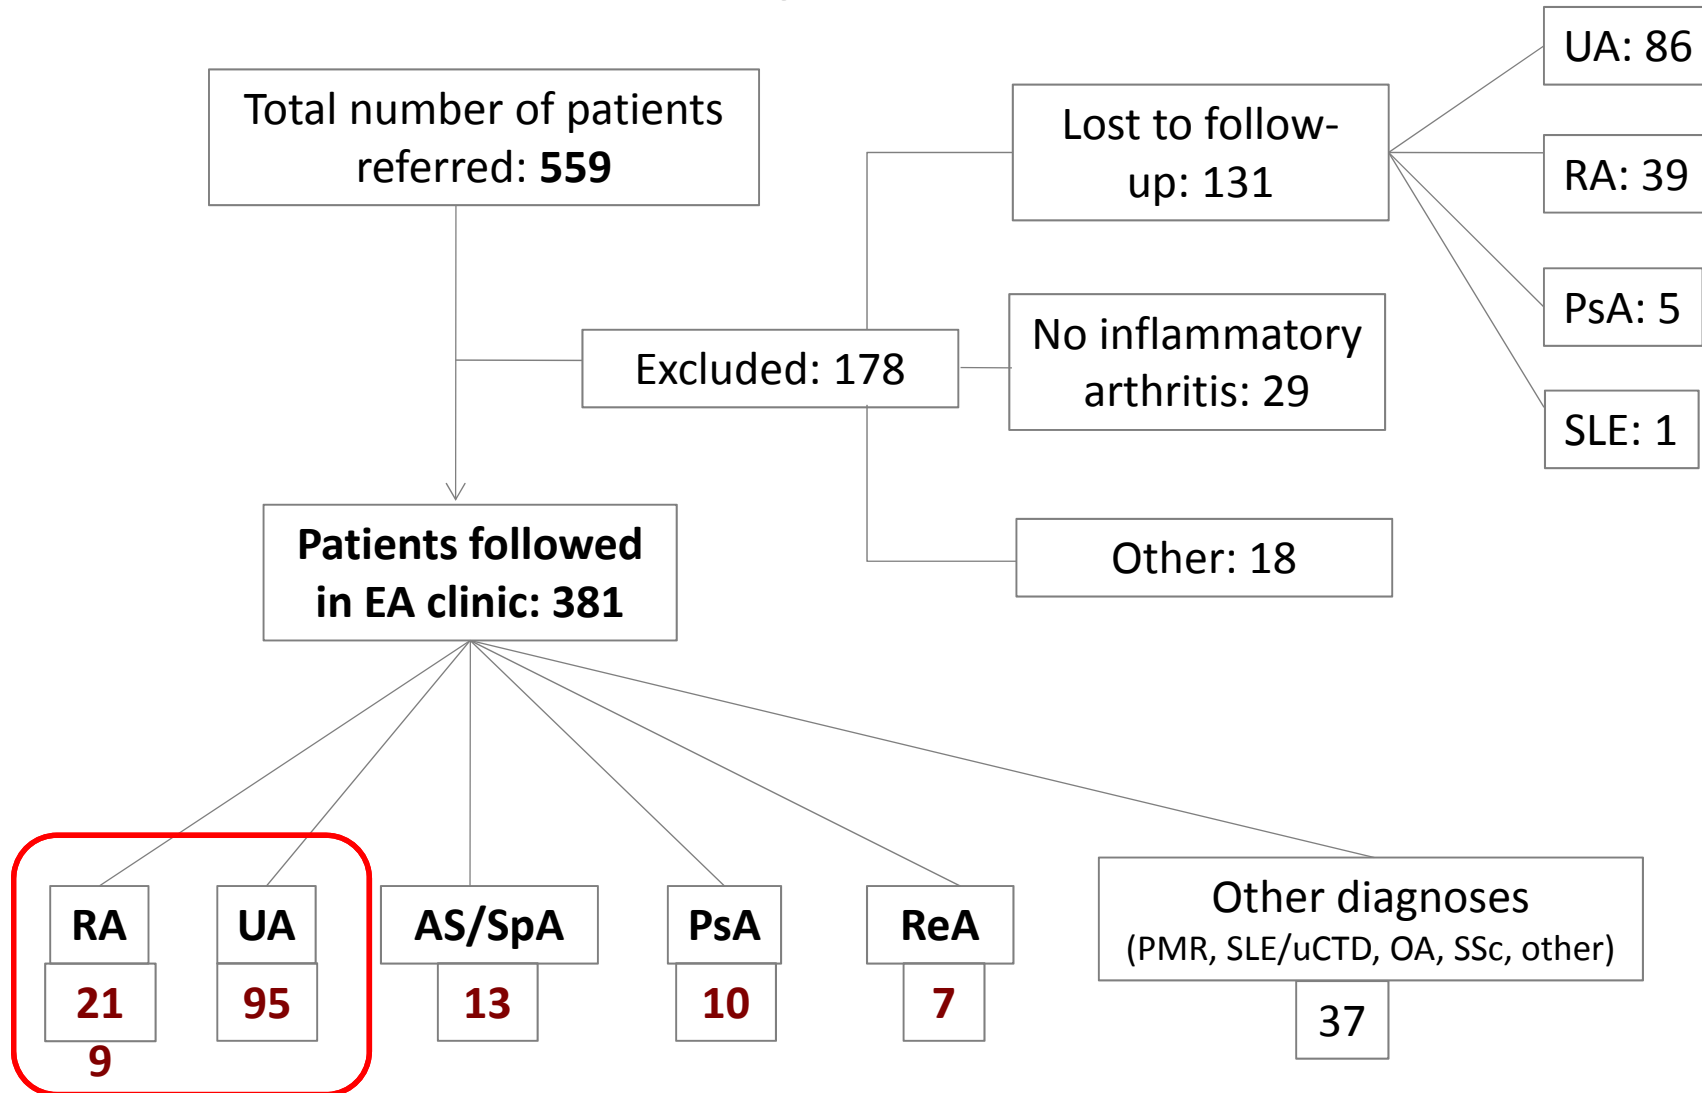 Total number of patients
referred: 559
Lost to follow-
up: 131
UA: 86
RA: 39
PsA: 5
SLE: 1
Excluded: 178
No inflammatory
arthritis: 29
Other: 18
Patients followed
in EA clinic: 381
RA
21
9
UA
95
AS/SpA
13
PsA
10
ReA
7
Other diagnoses
(PMR, SLE/uCTD, OA, SSc, other)
37